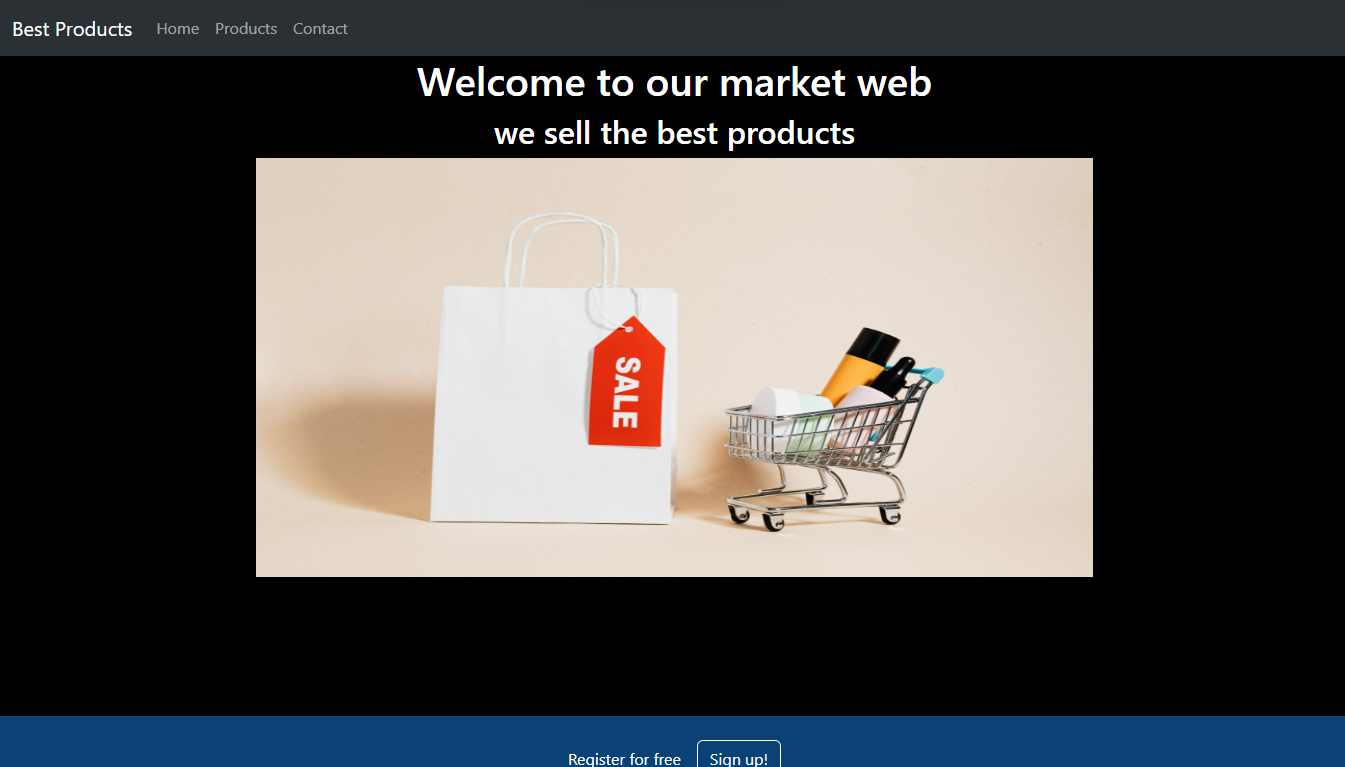 Best Products Home Products Contact
Welcome to our market web
we sell the best products
SALE
Register for free Sign up!